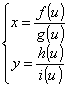 x = f(u)/g(u)
y = h(u)/i(u)